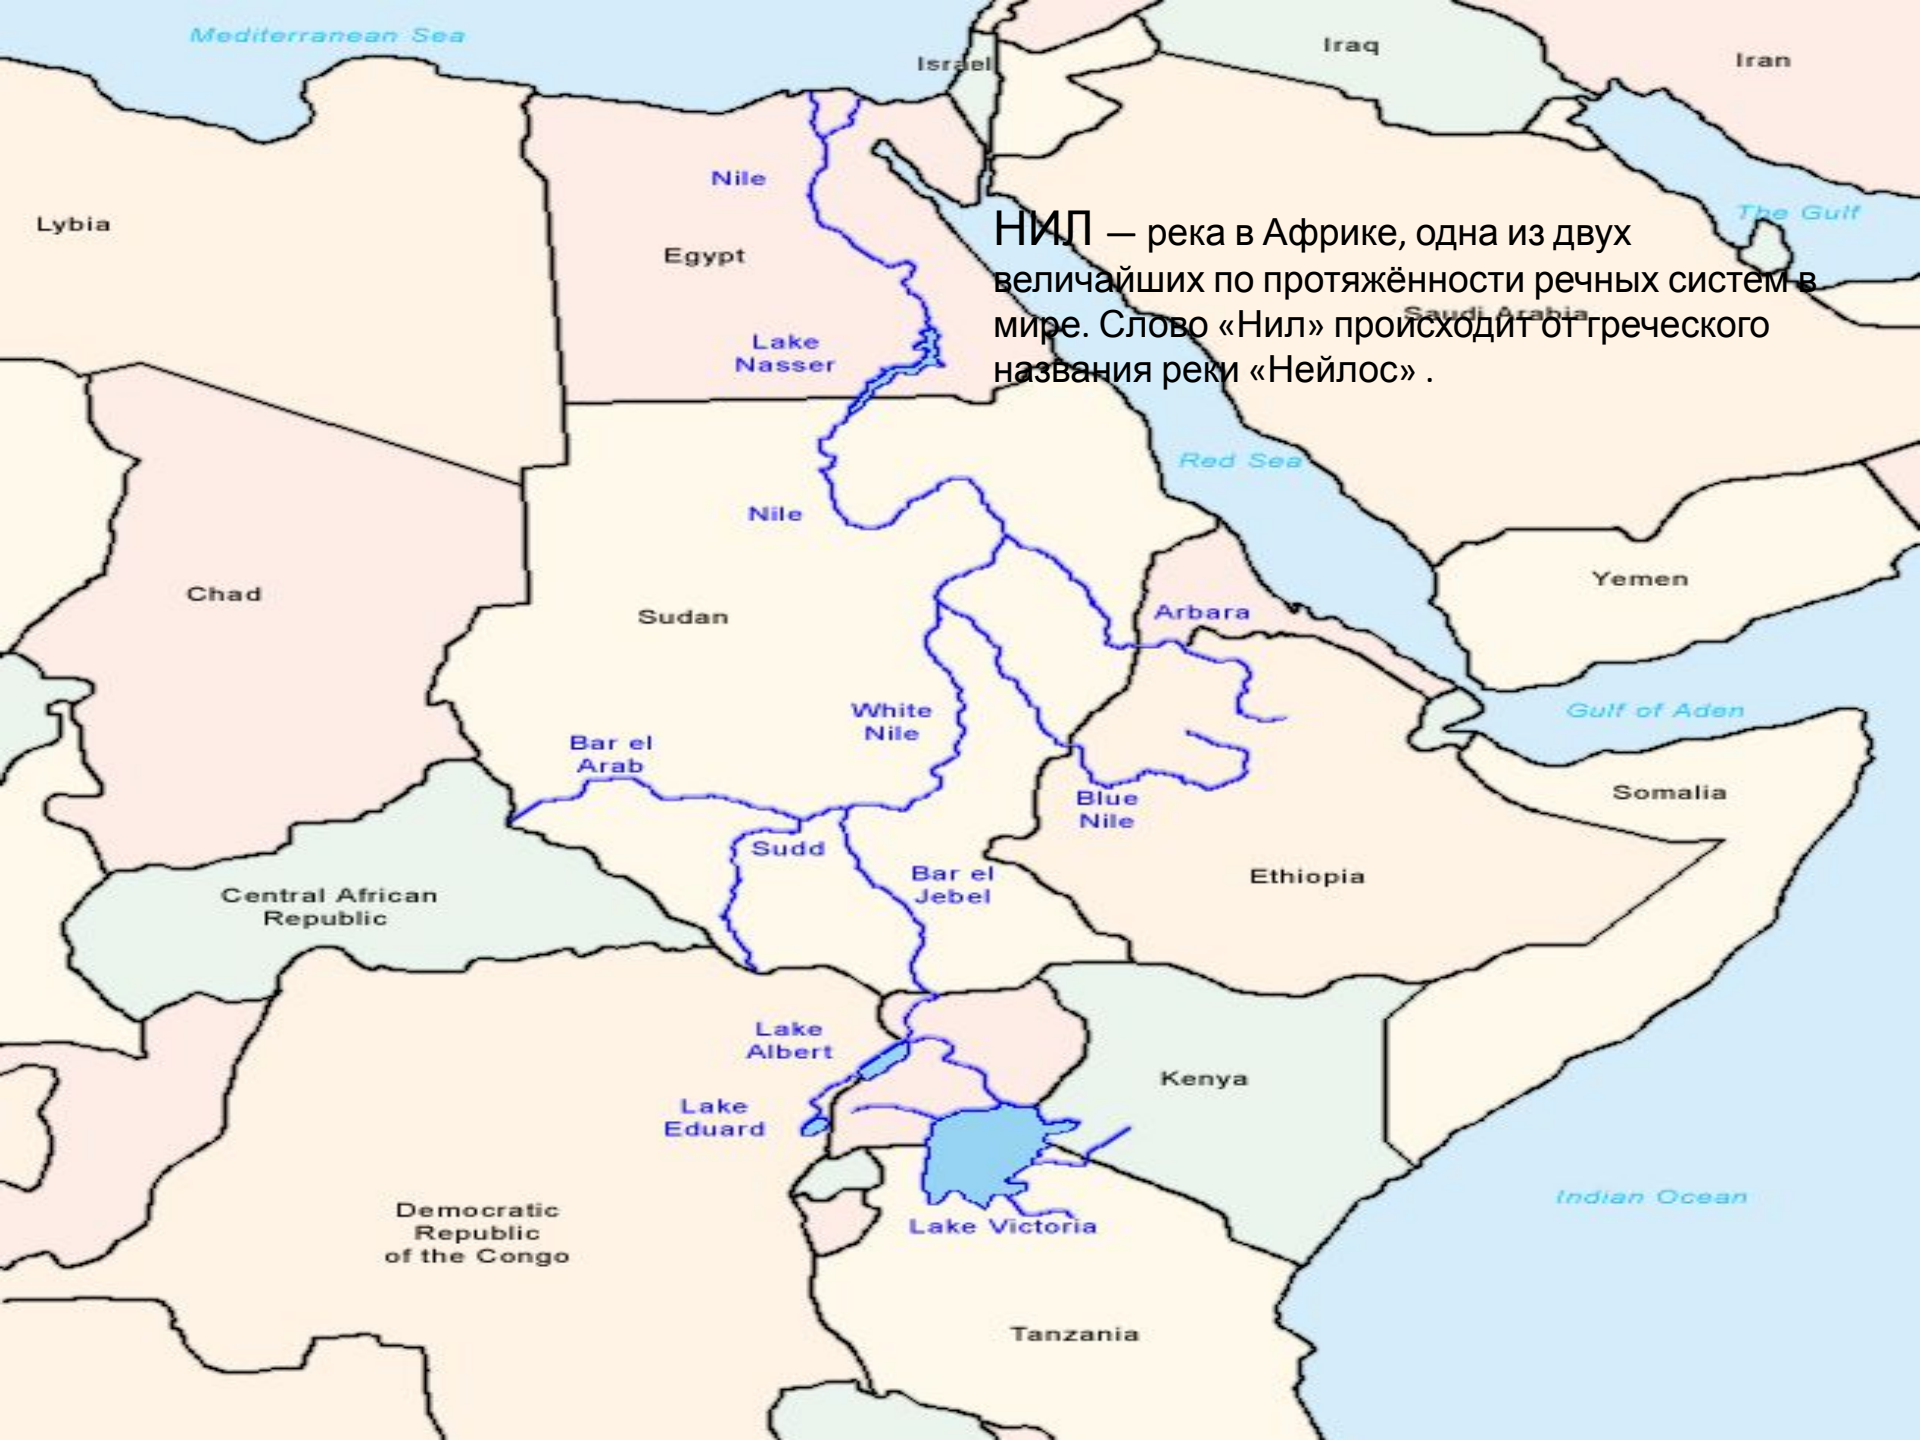 Mediterranean Sea
Israel
Iraq
Iran
Nile
Lybia
The Gulf
НИЛ — река в Африке, одна из двух
величайших по протяжённости речных систем в
мире. Слово «Нил» происходит от греческого
названия реки «Нейлос» .
Egypt
Saudi Arabia
Lake
Nasser
Red Sea
Nile
Chad
Sudan
Yemen
Arbara
White
Nile
Gulf of Aden
Bar el
Arab
Blue
Nile
Somalia
Sudd
Bar el
Jebel
Ethiopia
Central African
Republic
Lake
Albert
Kenya
Lake
Eduard
Democratic
Republic
of the Congo
Lake Victoria
Indian Ocean
Tanzania